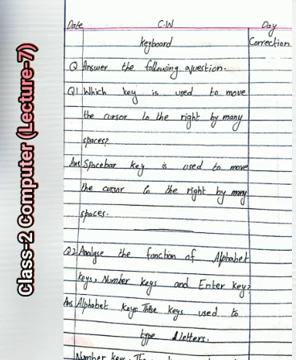 Class-2 Computer (Lecture-7)
Date C.W Day
Keyboard Correction
Q Answer the following question.
Q1 Which key is used to move
the cursor to the right by many
spaces?
Ans Spacebar key is used to move
the cursor to the right by many
spaces.
Q2 Analyse the function of Alphabet
keys, Number keys and Enter key?
Ans Alphabet keys The keys used to
type letters.
Number key